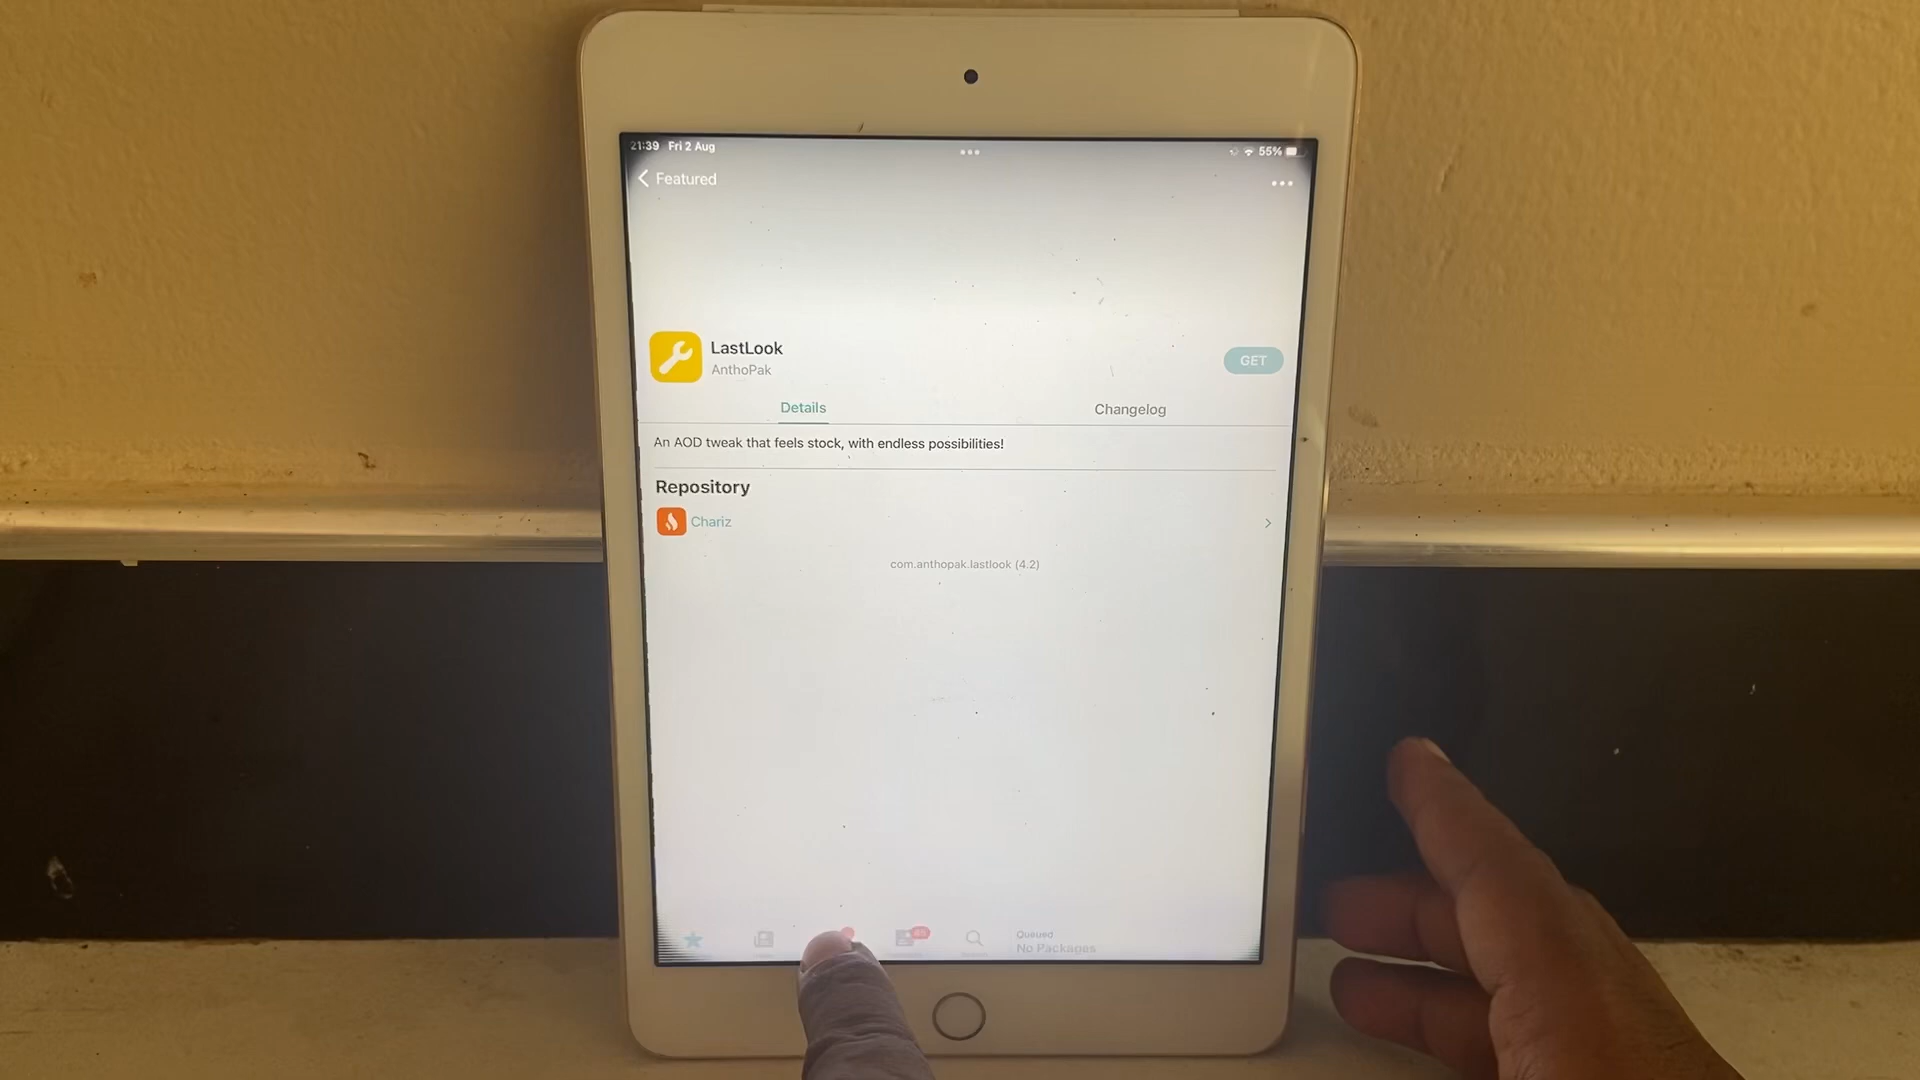 21:39 Fri 2 Aug
55%
Featured
LastLook
AnthoPak
GET
Details
Changelog
An AOD tweak that feels stock, with endless possibilities!
Repository
Chariz
com.anthopak.lastlook (4.2)
Queued
No Packages